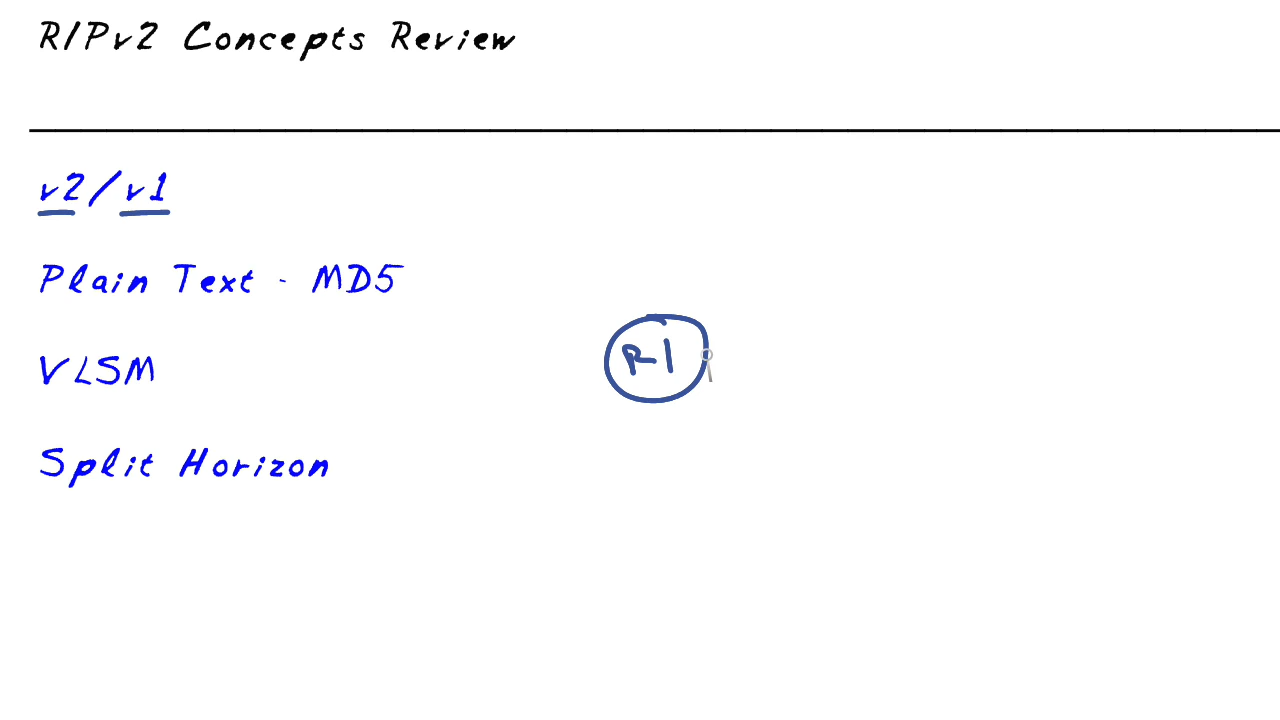 RIPv2 Concepts Review
v2/v1
Plain Text - MD5
VLSM
R1
Split Horizon